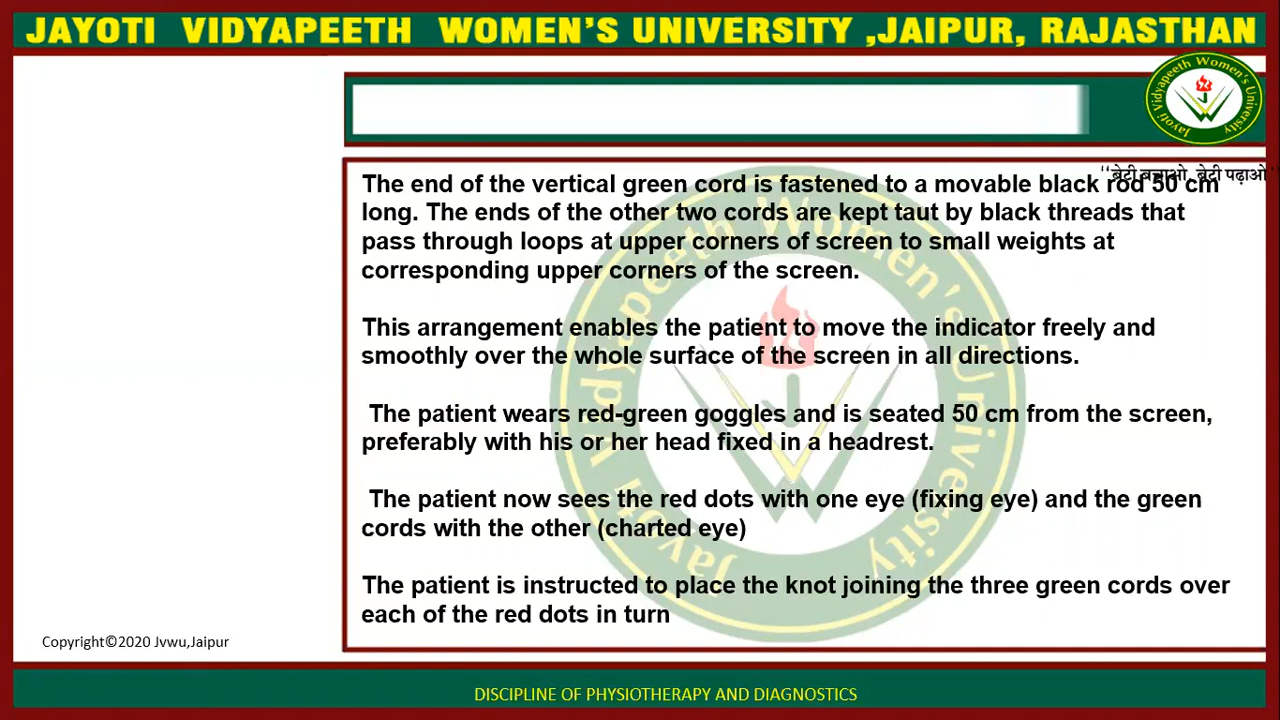 JAYOTI VIDYAPEETH WOMEN'S UNIVERSITY ,JAIPUR, RAJASTHAN
Jayoti Vidyapeeth Women's University
"बेटी बचाओ, बेटी पढ़ाओ"
The end of the vertical green cord is fastened to a movable black rod 50 cm
long. The ends of the other two cords are kept taut by black threads that
pass through loops at upper corners of screen to small weights at
corresponding upper corners of the screen.
This arrangement enables the patient to move the indicator freely and
smoothly over the whole surface of the screen in all directions.
The patient wears red-green goggles and is seated 50 cm from the screen,
preferably with his or her head fixed in a headrest.
The patient now sees the red dots with one eye (fixing eye) and the green
cords with the other (charted eye)
The patient is instructed to place the knot joining the three green cords over
each of the red dots in turn
Jayoti Vidyapeeth Women's University
Copyright©2020 Jvwu,Jaipur
DISCIPLINE OF PHYSIOTHERAPY AND DIAGNOSTICS